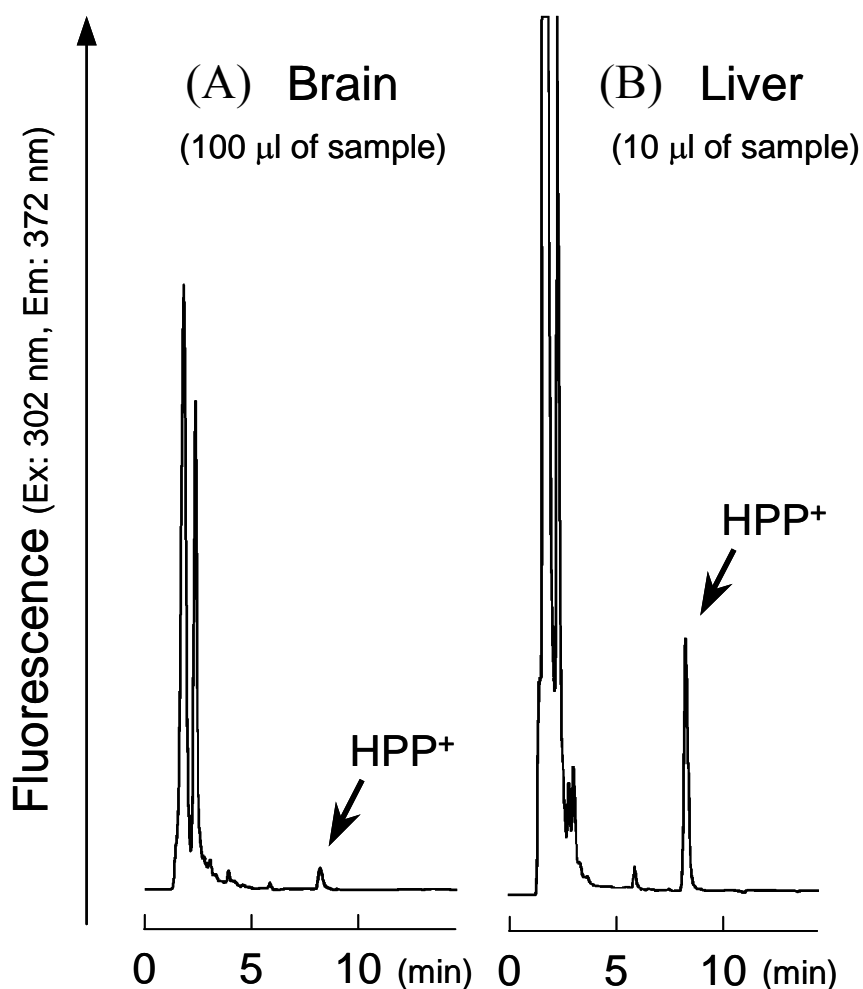 Fluorescence (Ex: 302 nm, Em: 372 nm)
(A) Brain
(100 μl of sample)
HPP+
0 5 10 (min)
(B) Liver
(10 μl of sample)
HPP+
0 5 10 (min)